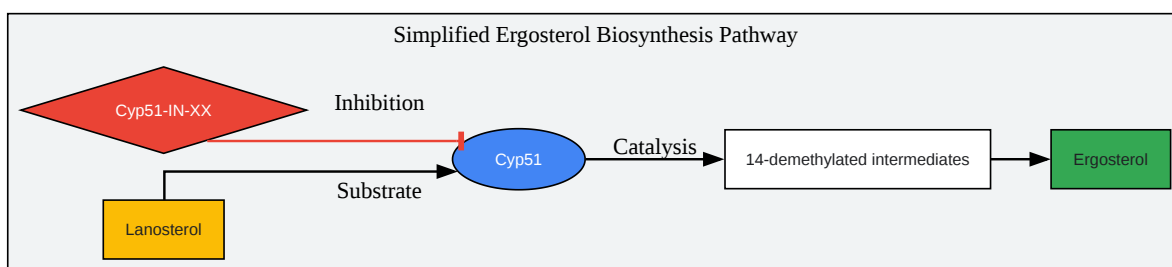 Simplified Ergosterol Biosynthesis Pathway
Cyp51-IN-XX
Inhibition
Cyp51
Catalysis
14-demethylated intermediates
Ergosterol
Substrate
Lanosterol